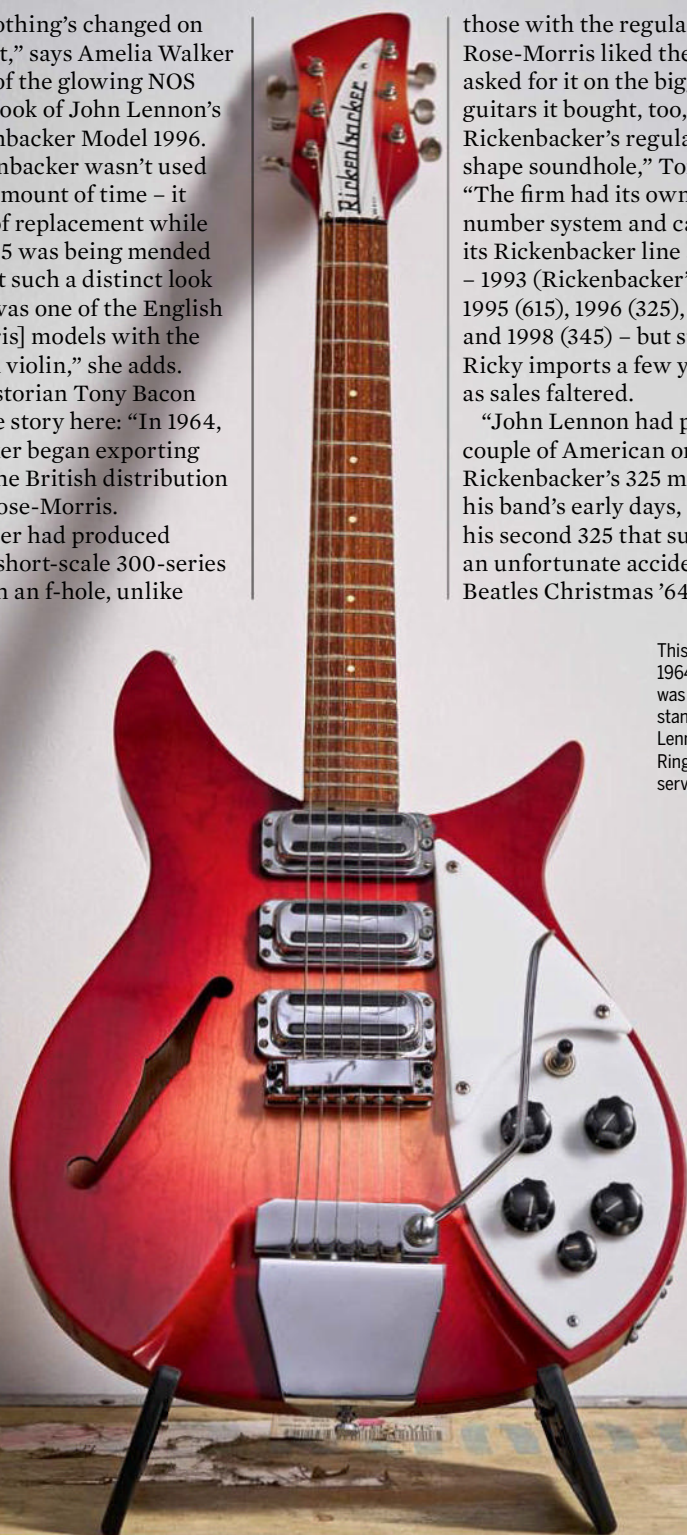 othing's changed on
t,” says Amelia Walker
of the glowing NOS
ook of John Lennon's
nbacker Model 1996.
nbacker wasn't used
mount of time – it
of replacement while
5 was being mended
t such a distinct look
was one of the English
ris] models with the
violin,” she adds.
storian Tony Bacon
e story here: “In 1964,
er began exporting
he British distribution
ose-Morris.
er had produced
short-scale 300-series
n an f-hole, unlike
those with the regula
Rose-Morris liked the
asked for it on the big
guitars it bought, too,
Rickenbacker's regula
shape soundhole,” To
“The firm had its own
number system and ca
its Rickenbacker line
– 1993 (Rickenbacker'
1995 (615), 1996 (325),
and 1998 (345) – but s
Ricky imports a few y
as sales faltered.
“John Lennon had p
couple of American or
Rickenbacker's 325 m
his band's early days,
his second 325 that su
an unfortunate accide
Beatles Christmas '64
This
1964
was
stan
Lenn
Ring
serv
Rickenbacker